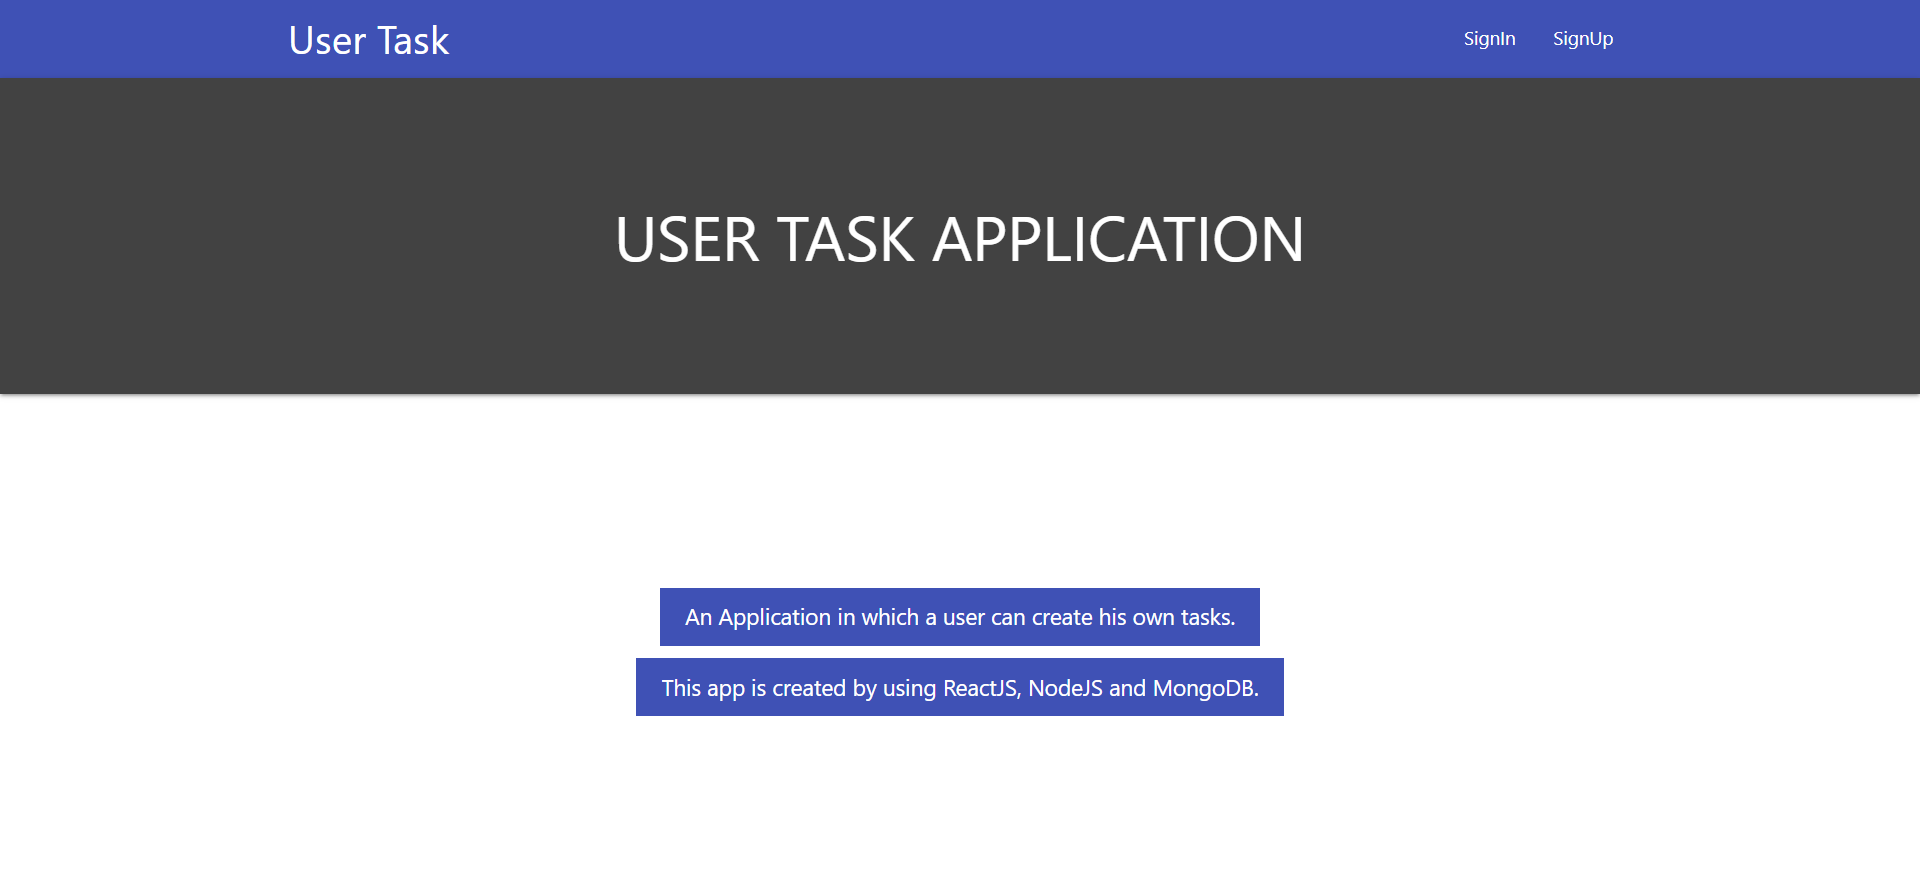 User Task
SignIn
SignUp
USER TASK APPLICATION
An Application in which a user can create his own tasks.
This app is created by using ReactJS, NodeJS and MongoDB.